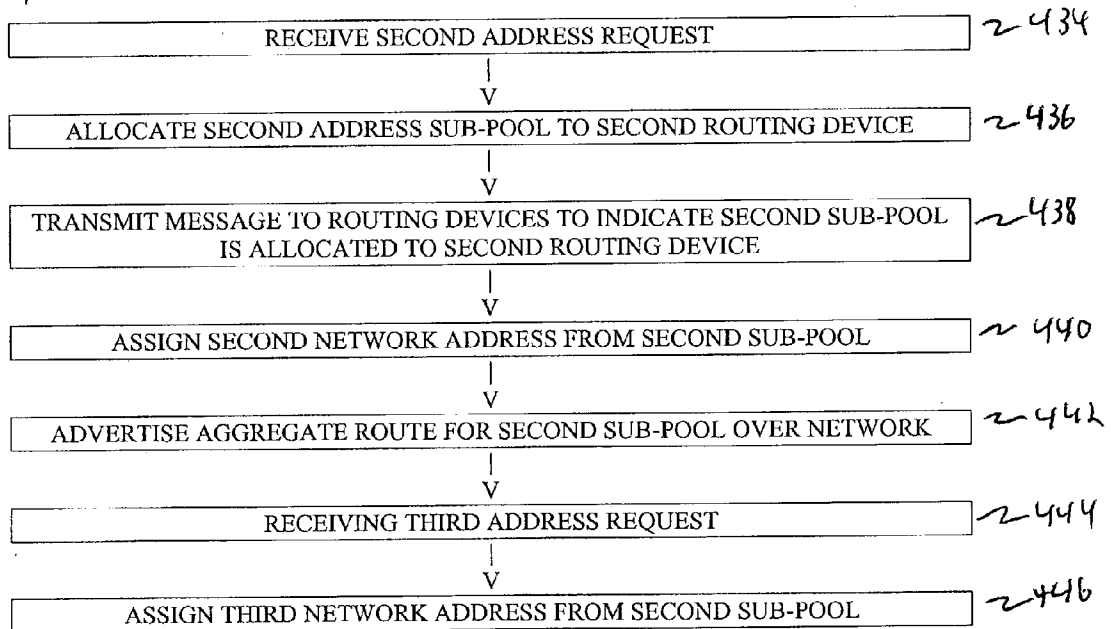 RECEIVE SECOND ADDRESS REQUEST 434
V
ALLOCATE SECOND ADDRESS SUB-POOL TO SECOND ROUTING DEVICE 436
V
TRANSMIT MESSAGE TO ROUTING DEVICES TO INDICATE SECOND SUB-POOL 438
IS ALLOCATED TO SECOND ROUTING DEVICE
V
ASSIGN SECOND NETWORK ADDRESS FROM SECOND SUB-POOL 440
V
ADVERTISE AGGREGATE ROUTE FOR SECOND SUB-POOL OVER NETWORK 442
V
RECEIVING THIRD ADDRESS REQUEST 444
V
ASSIGN THIRD NETWORK ADDRESS FROM SECOND SUB-POOL 446